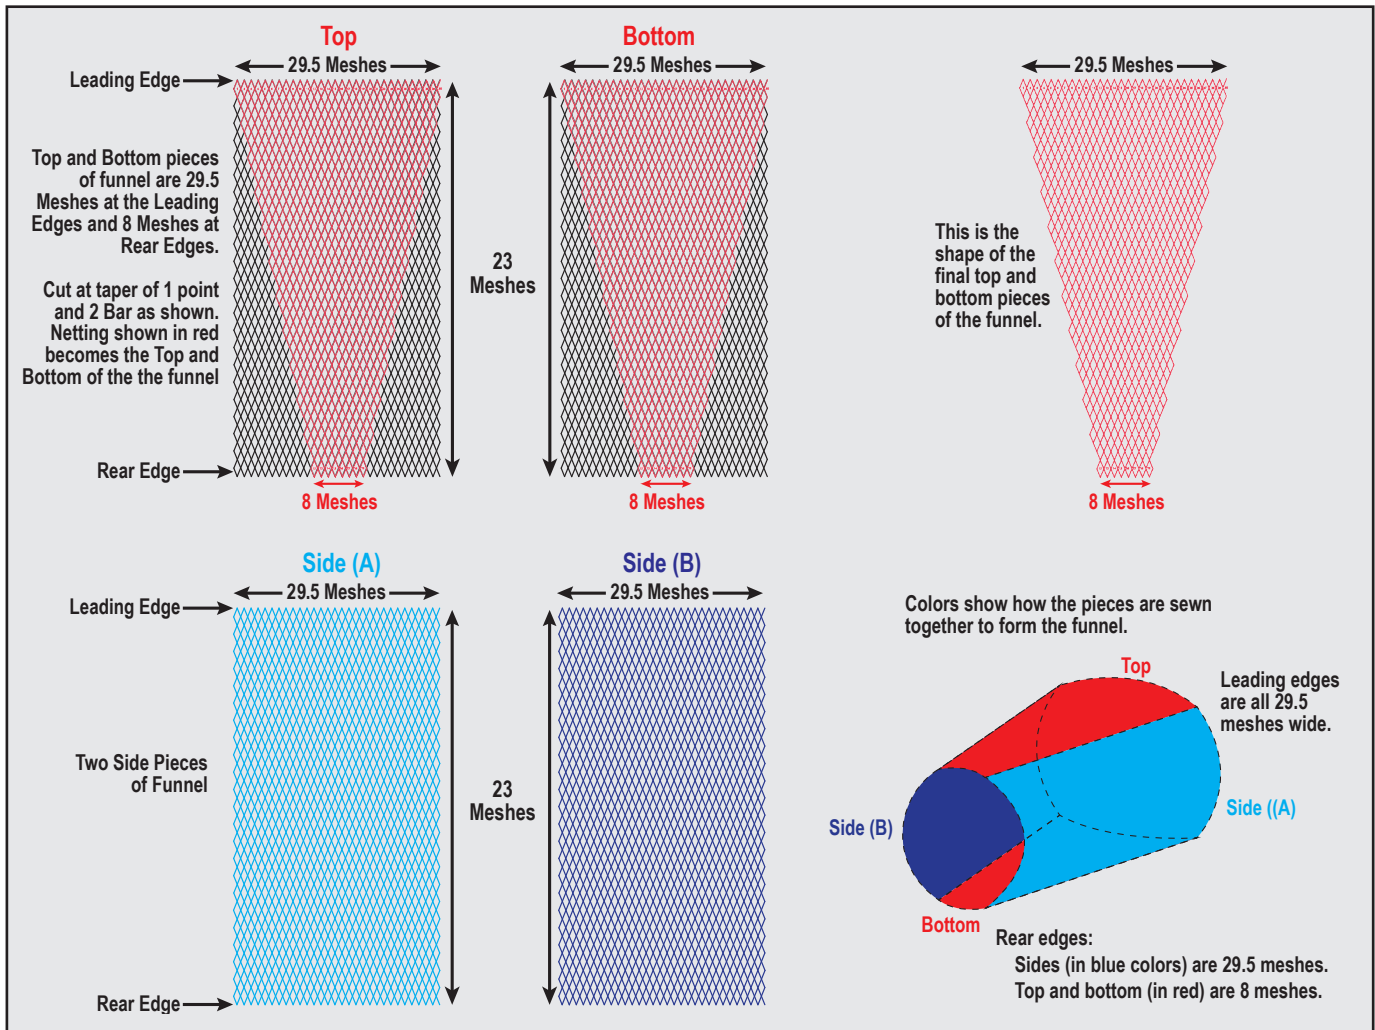 Top
29.5 Meshes
Leading Edge
Top and Bottom pieces
of funnel are 29.5
Meshes at the Leading
Edges and 8 Meshes at
Rear Edges.
Cut at taper of 1 point
and 2 Bar as shown.
Netting shown in red
becomes the Top and
Bottom of the the funnel
Rear Edge
8 Meshes
Bottom
29.5 Meshes
23
Meshes
8 Meshes
29.5 Meshes
This is the
shape of the
final top and
bottom pieces
of the funnel.
8 Meshes
Side (A)
29.5 Meshes
Leading Edge
Two Side Pieces
of Funnel
Rear Edge
Side (B)
29.5 Meshes
23
Meshes
Colors show how the pieces are sewn
together to form the funnel.
Top
Leading edges
are all 29.5
meshes wide.
Side (B)
Side ((A)
Bottom
Rear edges:
Sides (in blue colors) are 29.5 meshes.
Top and bottom (in red) are 8 meshes.